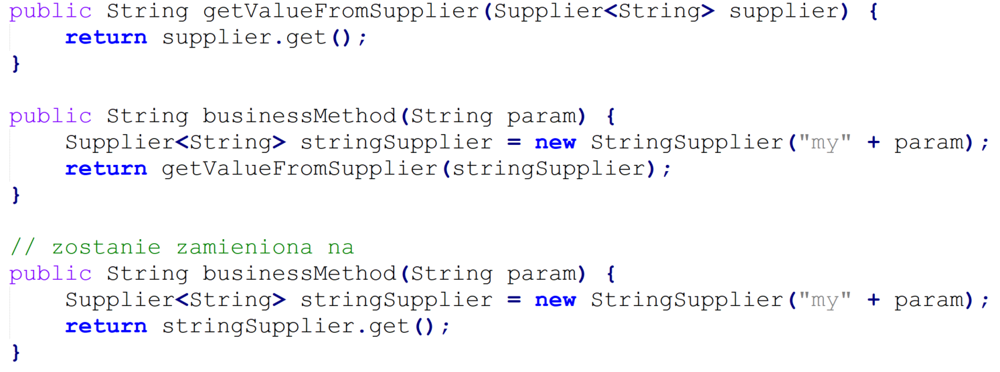 public String getValueFromSupplier(Supplier<String> supplier) {
    return supplier.get();
}

public String businessMethod(String param) {
    Supplier<String> stringSupplier = new StringSupplier("my" + param);
    return getValueFromSupplier(stringSupplier);
}

// zostanie zamieniona na
public String businessMethod(String param) {
    Supplier<String> stringSupplier = new StringSupplier("my" + param);
    return stringSupplier.get();
}